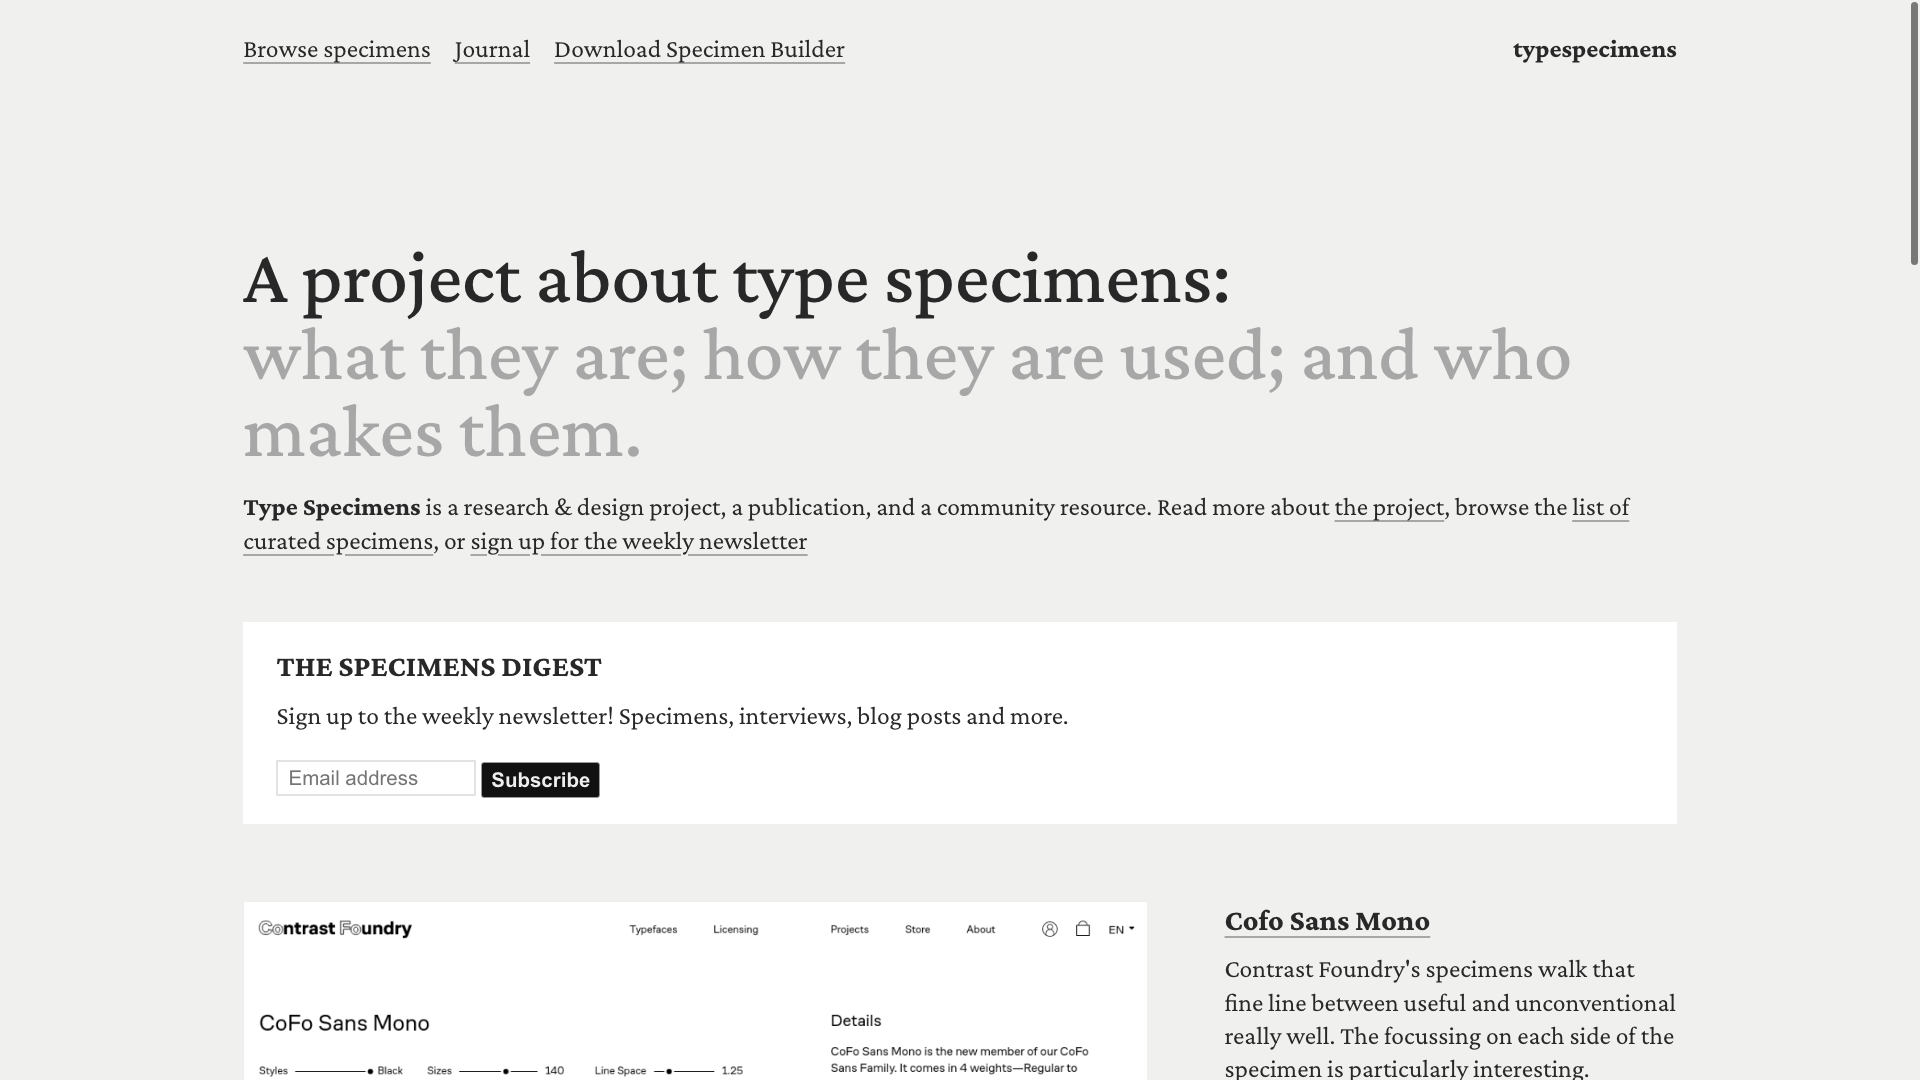 Browse specimens Journal Download Specimen Builder typespecimens
A project about type specimens:
what they are; how they are used; and who
makes them.
Type Specimens is a research & design project, a publication, and a community resource. Read more about the project, browse the list of
curated specimens, or sign up for the weekly newsletter
THE SPECIMENS DIGEST
Sign up to the weekly newsletter! Specimens, interviews, blog posts and more.
Email address Subscribe
Contrast Foundry Typefaces Licensing Projects Store About EN
CoFo Sans Mono
Styles Black Sizes 140 Line Space 1.25
Details
CoFo Sans Mono is the new member of our CoFo
Sans Family. It comes in 4 weights—Regular to
Cofo Sans Mono
Contrast Foundry's specimens walk that
fine line between useful and unconventional
really well. The focussing on each side of the
specimen is particularly interesting.